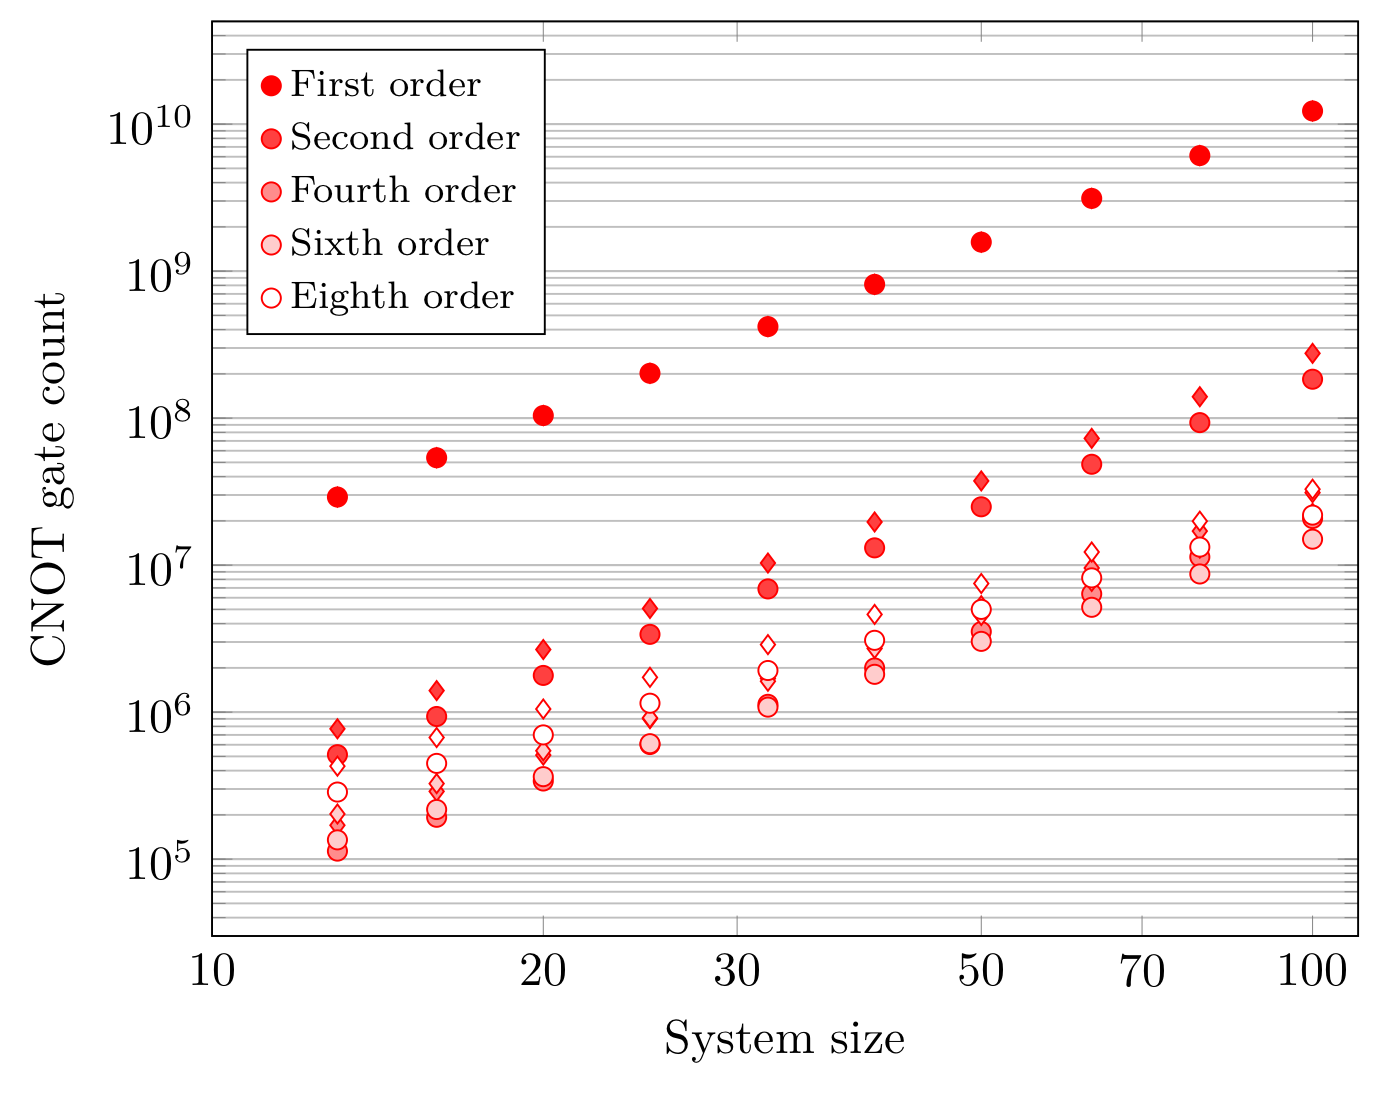 First order
Second order
Fourth order
Sixth order
Eighth order
10^10
10^9
10^8
10^7
10^6
10^5
CNOT gate count
10 20 30 50 70 100
System size